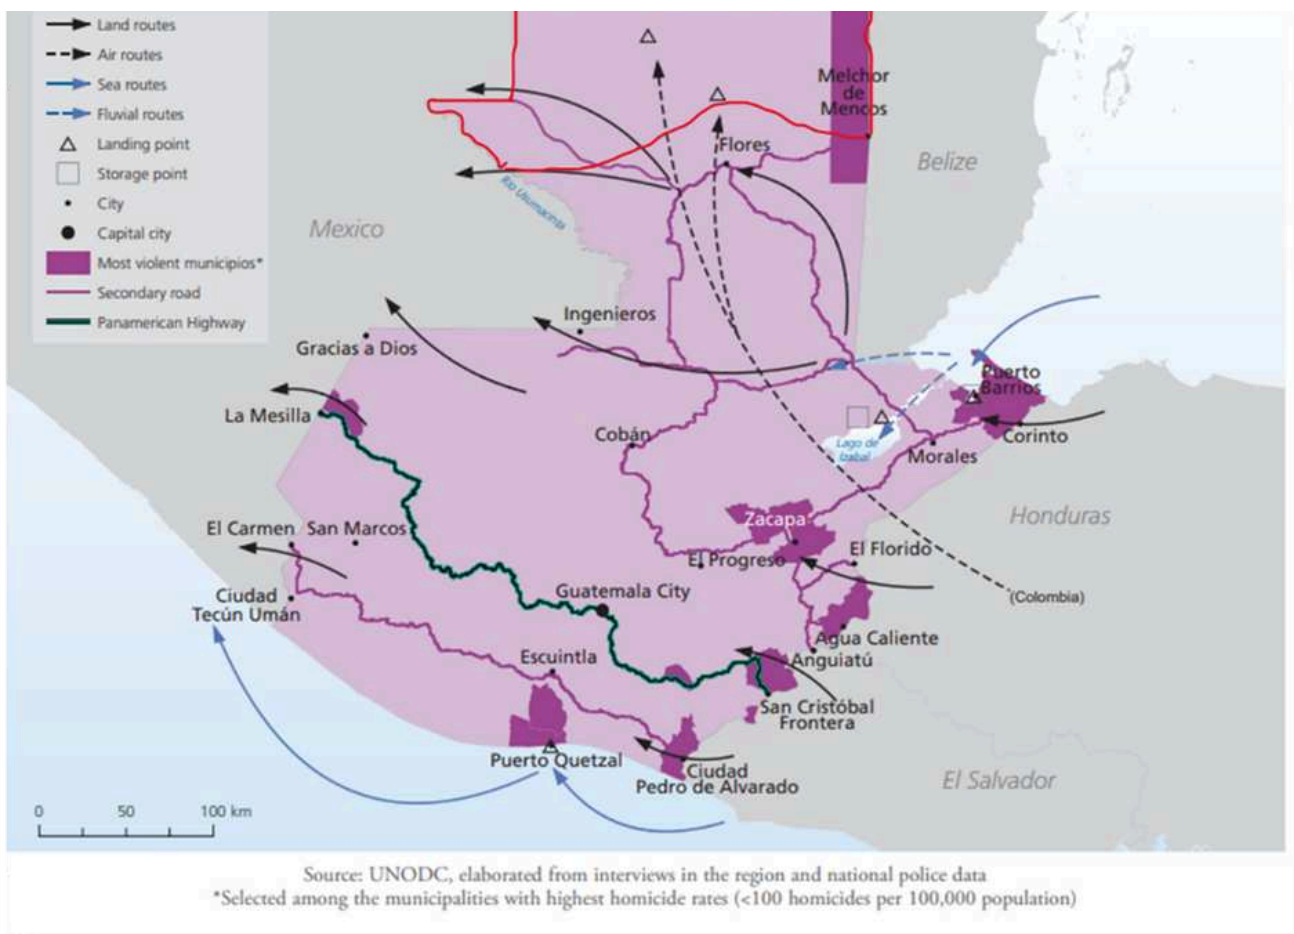 Land routes
Air routes
Sea routes
Fluvial routes
Landing point
Storage point
City
Capital city
Most violent municipios*
Secondary road
Panamerican Highway
Melchor
de
Mencos
Flores
Belize
Río Usumacinta
Mexico
Ingenieros
Gracias a Dios
Puerto
Barrios
La Mesilla
Cobán
Corinto
Lago de
Izabal
Morales
Honduras
Zacapa
El Carmen
San Marcos
El Progreso
El Florido
Guatemala City
(Colombia)
Ciudad
Tecún Umán
Agua Caliente
Anguiatú
Escuintla
San Cristóbal
Frontera
Puerto Quetzal
Ciudad
Pedro de Alvarado
El Salvador
0 50 100 km
Source: UNODC, elaborated from interviews in the region and national police data
*Selected among the municipalities with highest homicide rates (<100 homicides per 100,000 population)